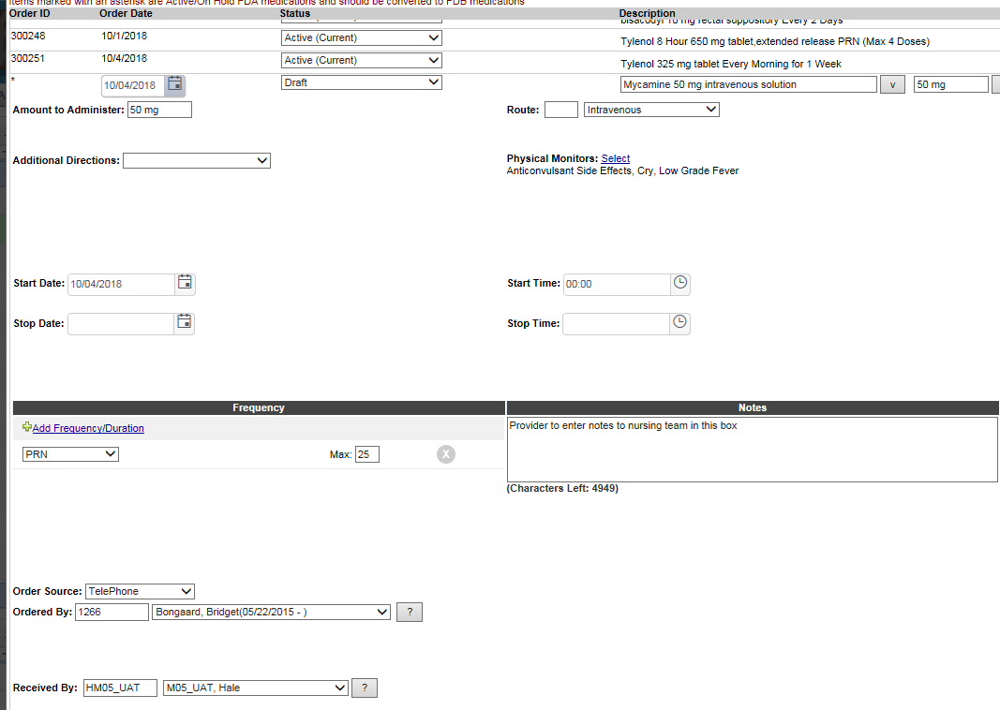 Items marked with an asterisk are Active/On Hold FDA medications and should be converted to FDB medications
Order ID Order Date Status Description
bisacodyl 10 mg rectal suppository Every 2 Days
300248 10/1/2018 Active (Current) Tylenol 8 Hour 650 mg tablet,extended release PRN (Max 4 Doses)
300251 10/4/2018 Active (Current) Tylenol 325 mg tablet Every Morning for 1 Week
* 10/04/2018 Draft Mycamine 50 mg intravenous solution v 50 mg
Amount to Administer: 50 mg Route: Intravenous
Additional Directions: Physical Monitors: Select
Anticonvulsant Side Effects, Cry, Low Grade Fever
Start Date: 10/04/2018 Start Time: 00:00
Stop Date: Stop Time:
Frequency Notes
Add Frequency/Duration Provider to enter notes to nursing team in this box
PRN Max: 25 X
(Characters Left: 4949)
Order Source: TelePhone
Ordered By: 1266 Bongaard, Bridget(05/22/2015 - ) ?
Received By: HM05_UAT M05_UAT, Hale ?